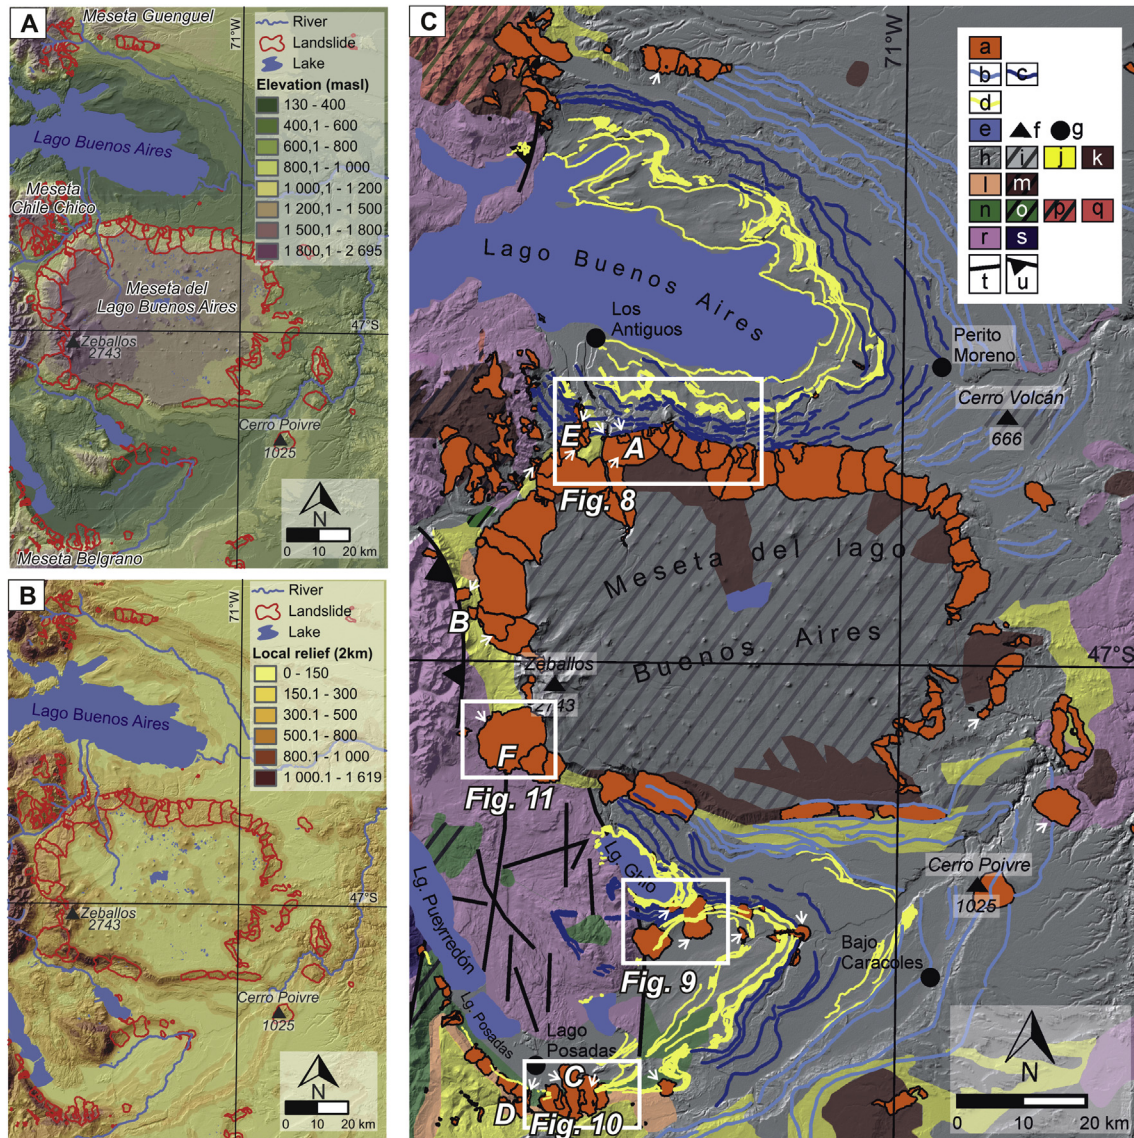 A
Meseta Guenguel
71°W
River
Landslide
Lake
Elevation (masl)
130 - 400
400,1 - 600
600,1 - 800
800,1 - 1 000
1 000,1 - 1 200
1 200,1 - 1 500
1 500,1 - 1 800
1 800,1 - 2 695
Lago Buenos Aires
Meseta
Chile Chico
Meseta del
Lago Buenos Aires
47°S
Zeballos
2743
Cerro Poivre
1025
Meseta Belgrano
N
0 10 20 km
B
71°W
River
Landslide
Lake
Local relief (2km)
0 - 150
150.1 - 300
300.1 - 500
500.1 - 800
800.1 - 1 000
1 000.1 - 1 619
Lago Buenos Aires
47°S
Zeballos
2743
Cerro Poivre
1025
N
0 10 20 km
C
71°W
a
b c
d
e f g
h i j k
l m
n o p q
r s
t u
Lago Buenos Aires
Los
Antiguos
Perito
Moreno
Cerro Volcán
666
E
A
Fig. 8
Meseta del lago
Buenos Aires
B
47°S
Zeballos
2743
F
Fig. 11
Lg. Ghio
Lg. Pueyrredón
Cerro Poivre
1025
Bajo
Caracoles
Fig. 9
Lg. Posadas
Lago
Posadas
C
D
Fig. 10
N
0 10 20 km